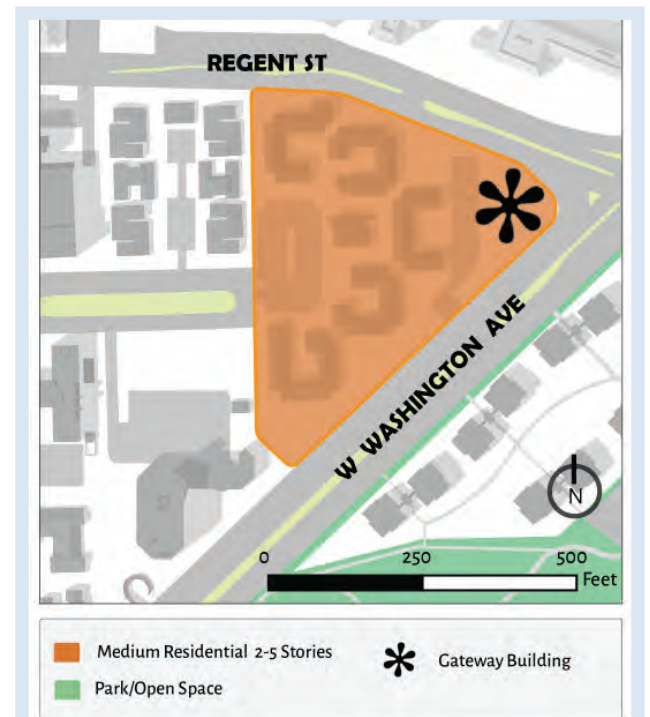 REGENT ST
W WASHINGTON AVE
N
0 250 500
Feet
Medium Residential 2-5 Stories
Gateway Building
Park/Open Space